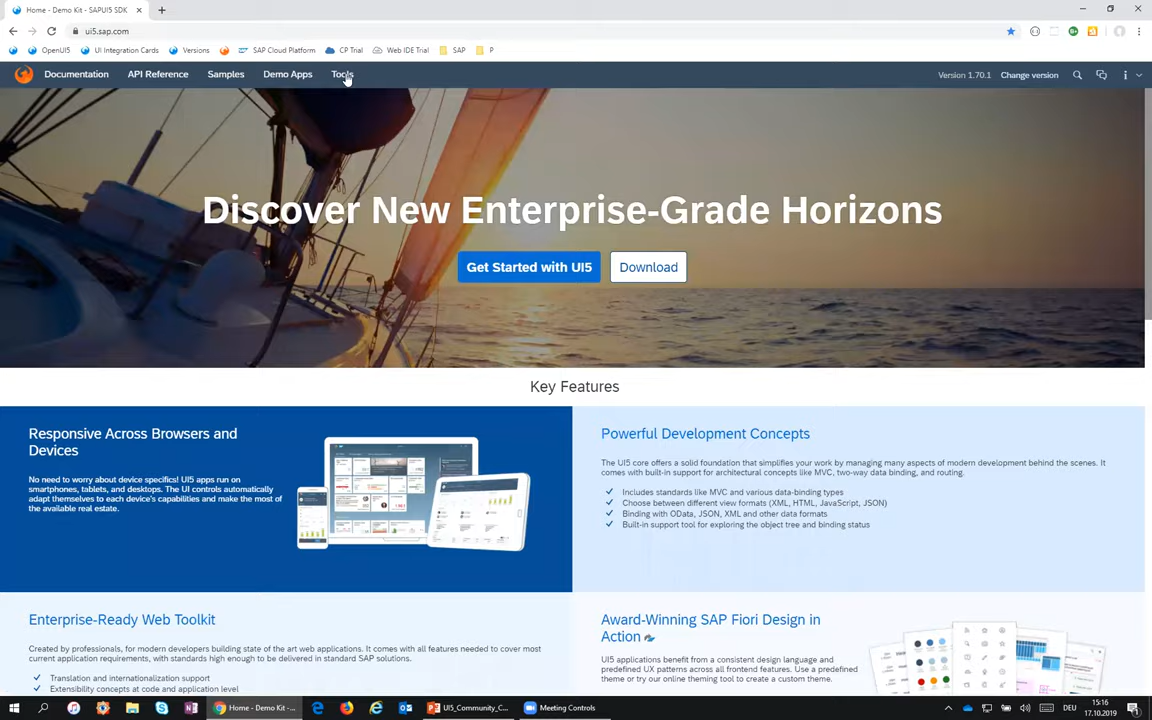 Home - Demo Kit - SAPUI5 SDK
ui5.sap.com
OpenUI5
UI Integration Cards
Versions
SAP Cloud Platform
CP Trial
Web IDE Trial
SAP
P
Documentation
API Reference
Samples
Demo Apps
Tools
Version 1.70.1
Change version
Discover New Enterprise-Grade Horizons
Get Started with UI5
Download
Key Features
Responsive Across Browsers and
Devices
No need to worry about device specifics! UI5 apps run on
smartphones, tablets, and desktops. The UI controls automatically
adapt themselves to each device's capabilities and make the most of
the available real estate.
Powerful Development Concepts
The UI5 core offers a solid foundation that simplifies your work by managing many aspects of modern development behind the scenes. It
comes with built-in support for architectural concepts like MVC, two-way data binding, and routing.
Includes standards like MVC and various data-binding types
Choose between different view formats (XML, HTML, JavaScript, JSON)
Binding with OData, JSON, XML and other data formats
Built-in support tool for exploring the object tree and binding status
Enterprise-Ready Web Toolkit
Created by professionals, for modern developers building state of the art web applications. It comes with all features needed to cover most
current application requirements, with standards high enough to be delivered in standard SAP solutions.
Translation and internationalization support
Extensibility concepts at code and application level
Award-Winning SAP Fiori Design in
Action
UI5 applications benefit from a consistent design language and
predefined UX patterns across all frontend features. Use a predefined
theme or try our online theming tool to create a custom theme.
Home - Demo Kit -...
UI5_Community_C...
Meeting Controls
DEU
15:16
17.10.2019